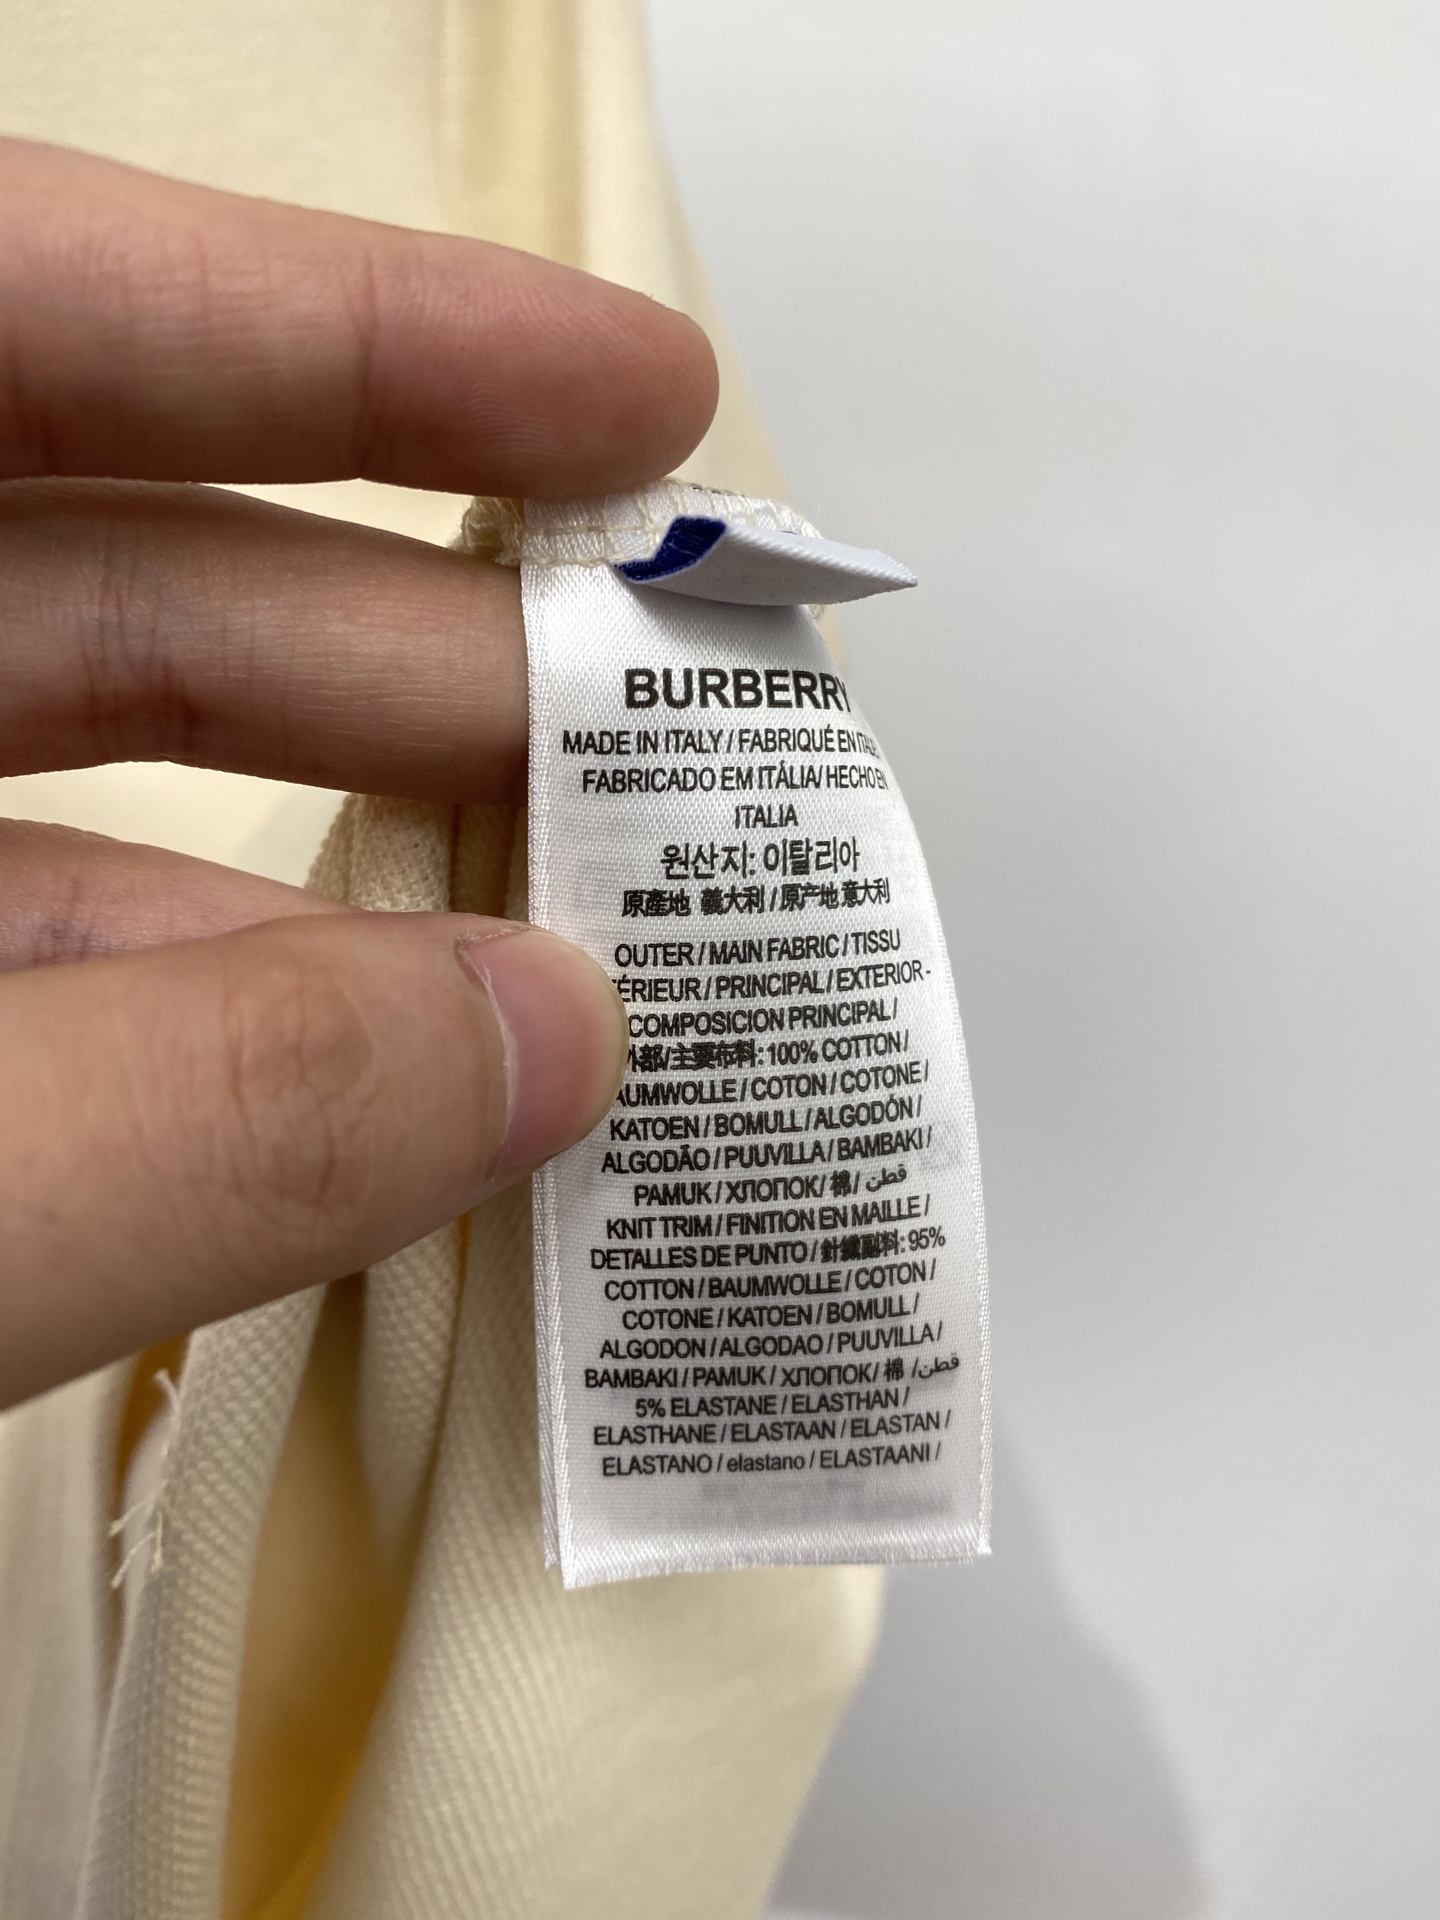 BURBERRY
MADE IN ITALY / FABRIQUÉ EN
FABRICADO EM ITÁLIA/ HECHO EN
ITALIA
원산지: 이탈리아
原產地 義大利 / 原产地 意大利
OUTER / MAIN FABRIC / TISSU
/ PRINCIPAL / EXTERIOR -
COMPOSICION PRINCIPAL /
外部/主要布料: 100% COTTON /
/ COTON / COTONE /
KATOEN / BOMULL / ALGODÓN /
ALGODÃO / PUUVILLA / BAMBAKI /
PAMUK / ХЛОПОК/ 棉/ قطن
KNIT TRIM / FINITION EN MAILLE /
DETALLES DE PUNTO / 針織副料: 95%
COTTON / BAUMWOLLE / COTON /
COTONE / KATOEN / BOMULL /
ALGODON / ALGODAO / PUUVILLA /
BAMBAKI / PAMUK / ХЛОПОК/ 棉 /قطن
5% ELASTANE / ELASTHAN /
ELASTHANE / ELASTAAN / ELASTAN /
ELASTANO / elastano / ELASTAANI /